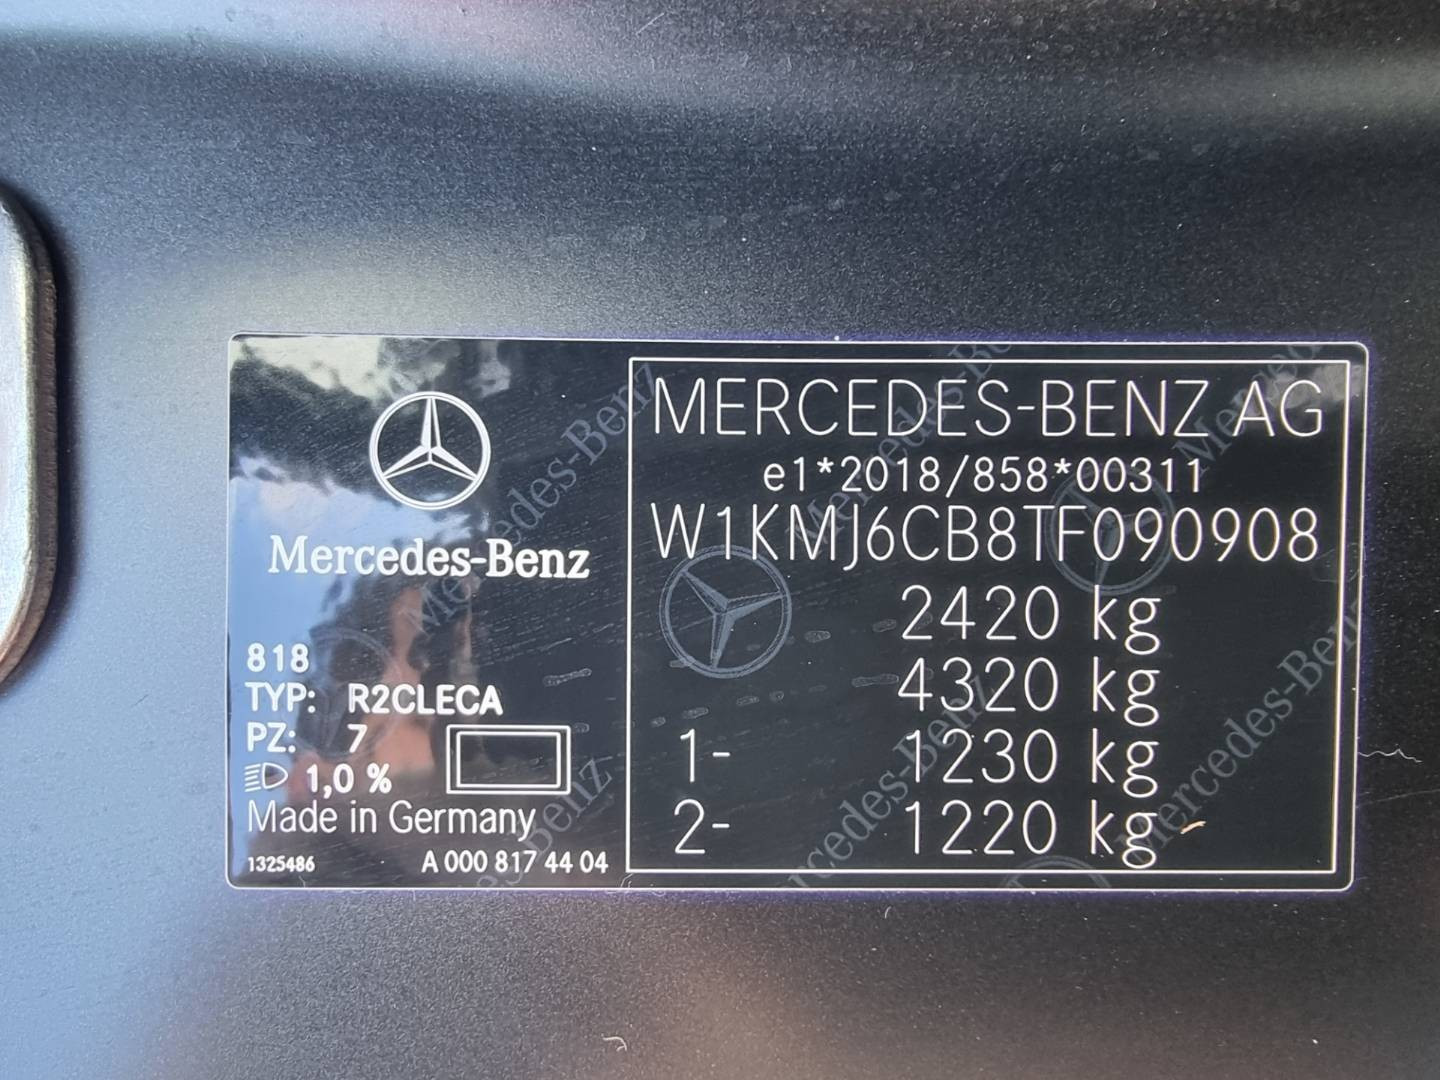 Mercedes-Benz
818
TYP: R2CLECA
PZ: 7
1,0 %
Made in Germany
1325486 A 000 817 44 04
MERCEDES-BENZ AG
e1*2018/858*00311
W1KMJ6CB8TF090908
2420 kg
4320 kg
1- 1230 kg
2- 1220 kg